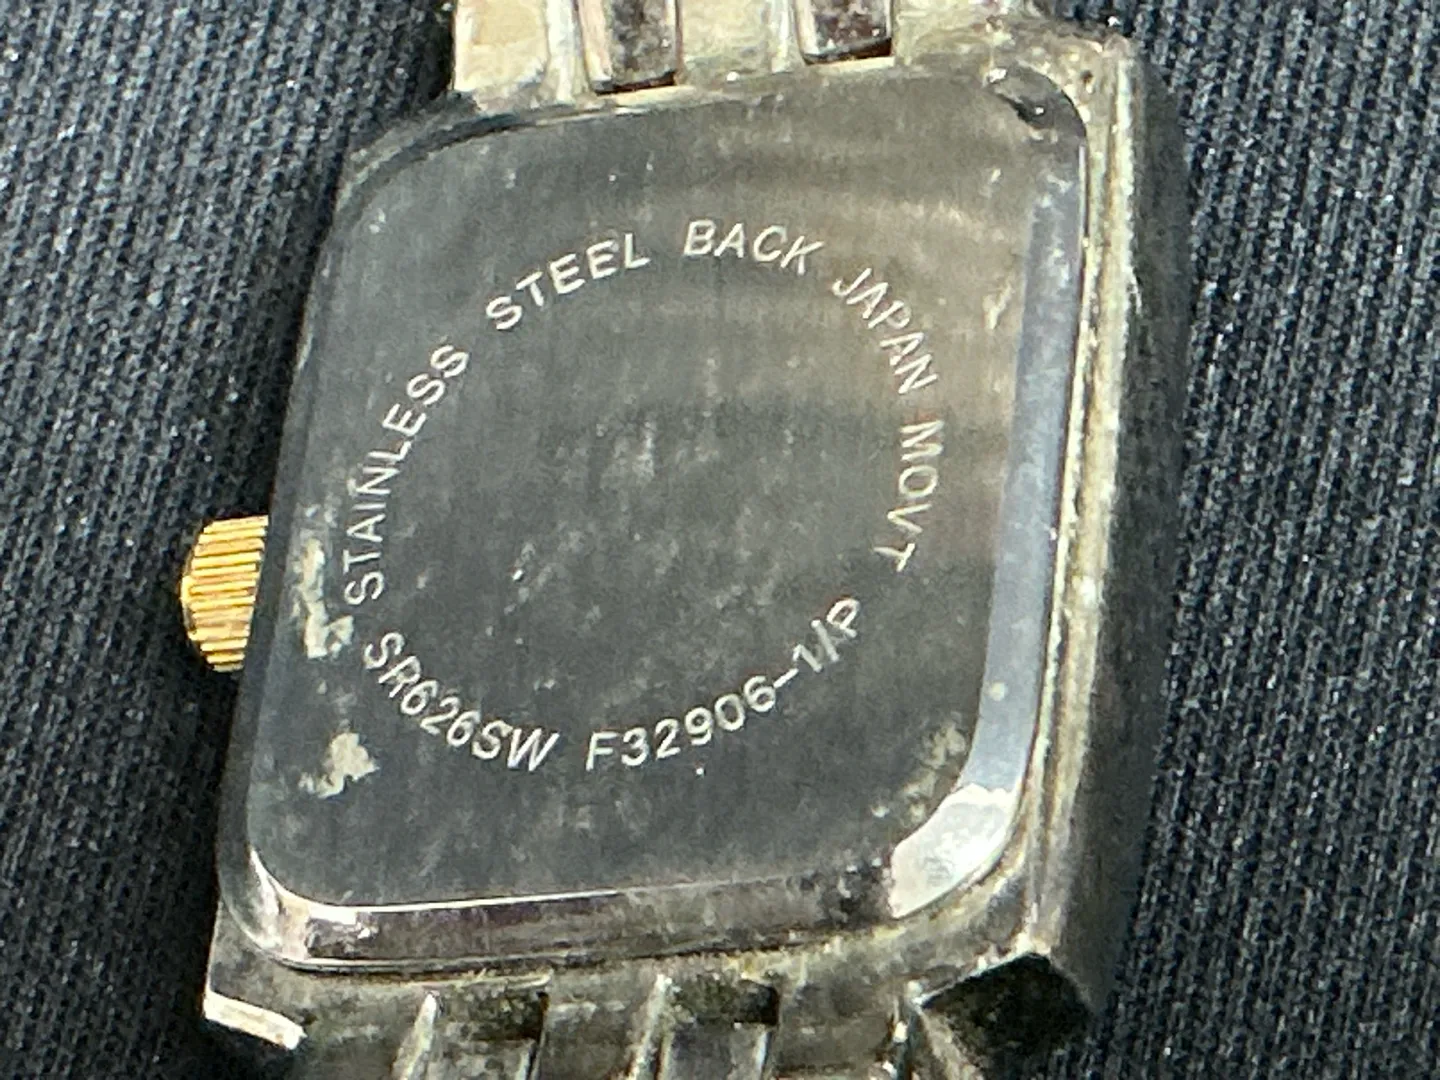 STAINLESS STEEL BACK JAPAN MOVT
SR626SW F32906-1/P